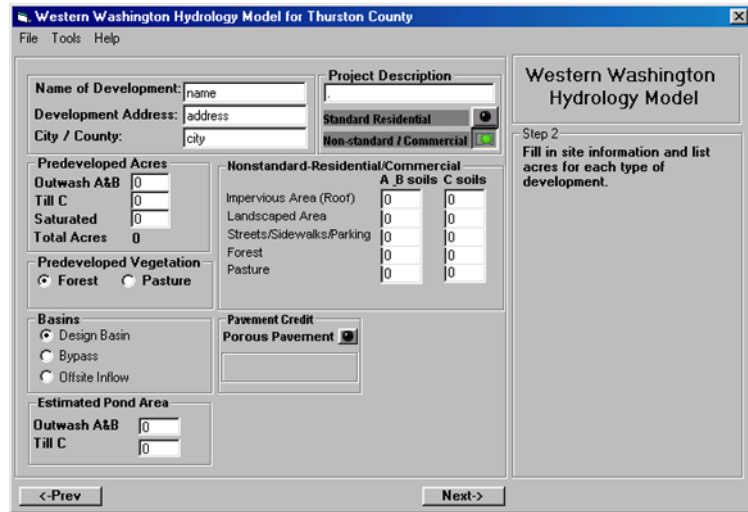 Western Washington Hydrology Model for Thurston County
File Tools Help
Name of Development: name
Development Address: address
City / County: city
Project Description
.
Standard Residential
Non-standard / Commercial
Predeveloped Acres
Outwash A&B 0
Till C 0
Saturated 0
Total Acres 0
Predeveloped Vegetation
Forest Pasture
Nonstandard-Residential/Commercial
A_B soils C soils
Impervious Area (Roof) 0 0
Landscaped Area 0 0
Streets/Sidewalks/Parking 0 0
Forest 0 0
Pasture 0 0
Basins
Design Basin
Bypass
Offsite Inflow
Pavement Credit
Porous Pavement
Estimated Pond Area
Outwash A&B 0
Till C 0
<-Prev
Next->
Western Washington
Hydrology Model
Step 2
Fill in site information and list
acres for each type of
development.